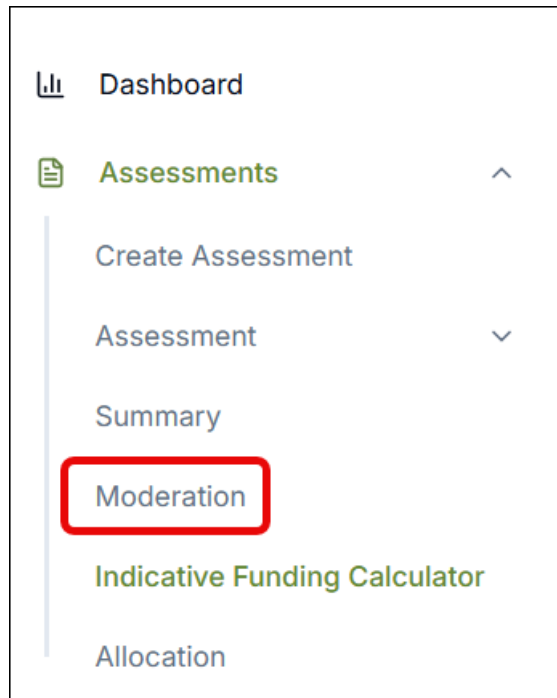 Dashboard
Assessments
Create Assessment
Assessment
Summary
Moderation
Indicative Funding Calculator
Allocation